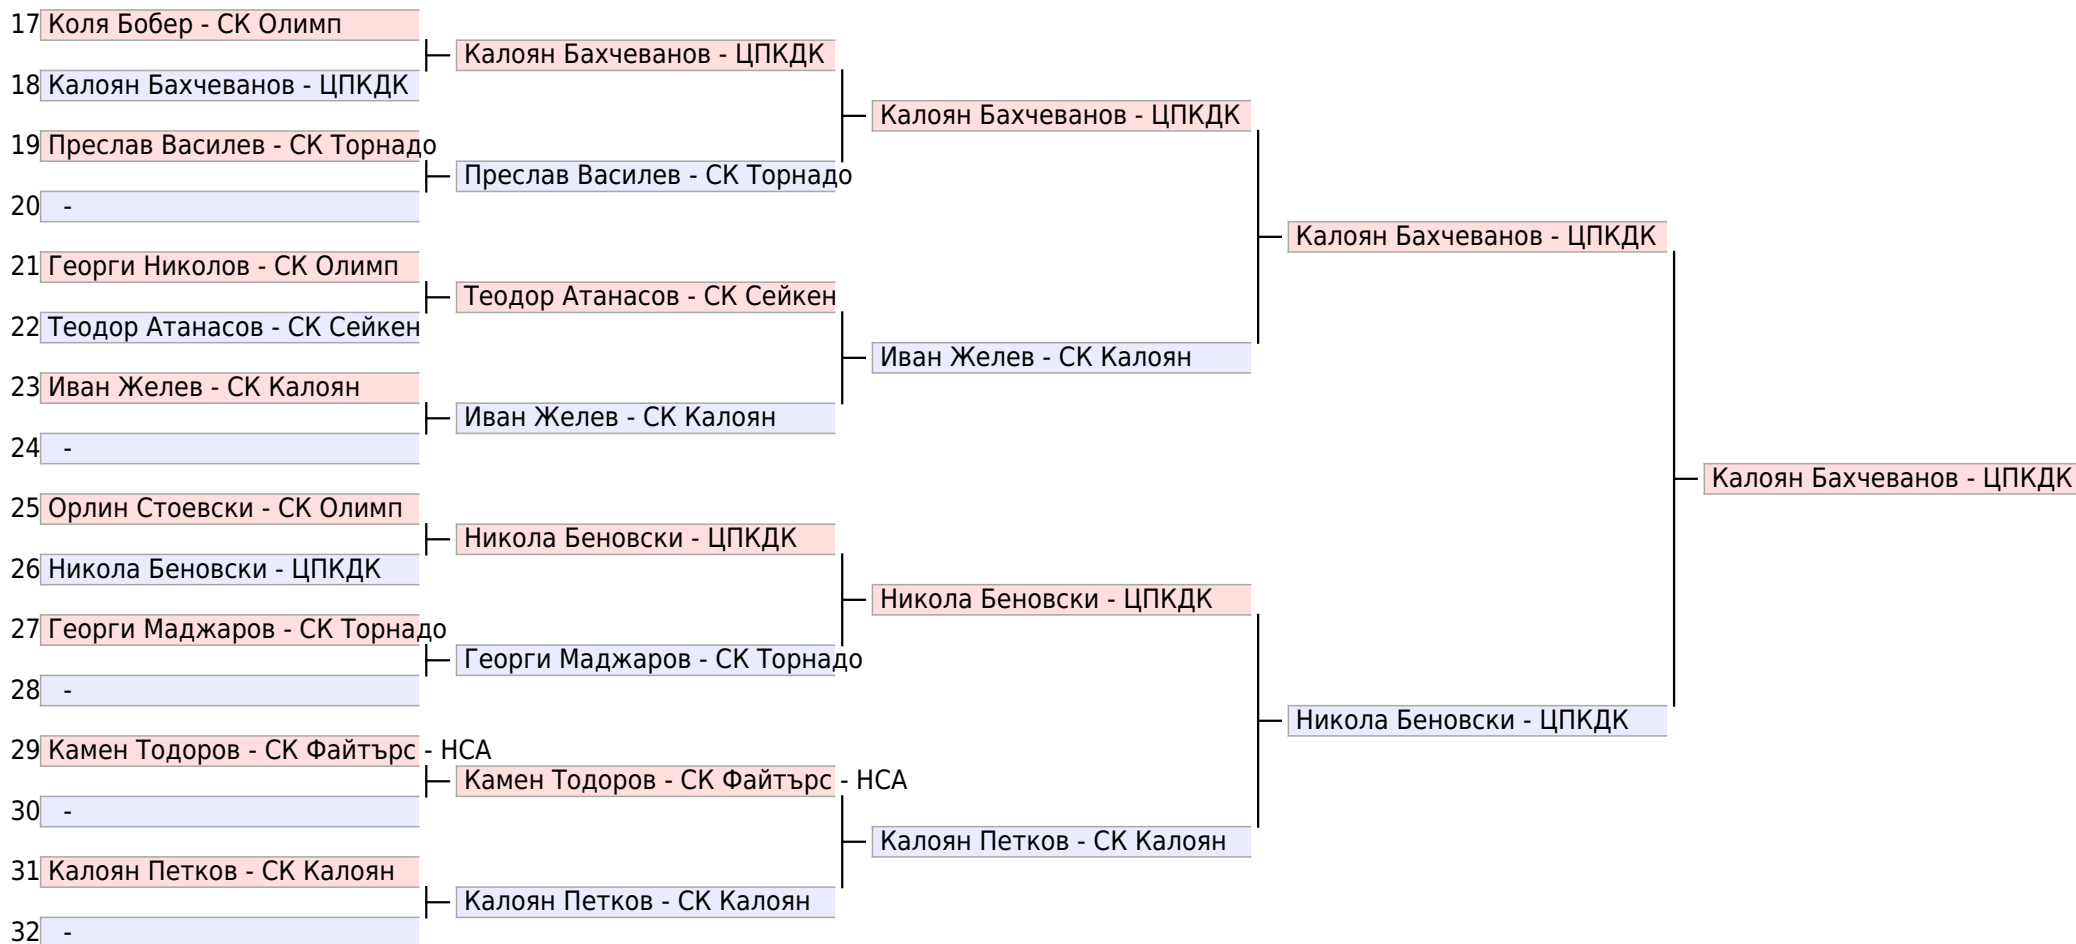 17 Коля Бобер - СК Олимп
Калоян Бахчеванов - ЦПКДК
18 Калоян Бахчеванов - ЦПКДК
Калоян Бахчеванов - ЦПКДК
19 Преслав Василев - СК Торнадо
Преслав Василев - СК Торнадо
20 -
Калоян Бахчеванов - ЦПКДК
21 Георги Николов - СК Олимп
Теодор Атанасов - СК Сейкен
22 Теодор Атанасов - СК Сейкен
Иван Желев - СК Калоян
23 Иван Желев - СК Калоян
Иван Желев - СК Калоян
24 -
Калоян Бахчеванов - ЦПКДК
25 Орлин Стоевски - СК Олимп
Никола Беновски - ЦПКДК
26 Никола Беновски - ЦПКДК
Никола Беновски - ЦПКДК
27 Георги Маджаров - СК Торнадо
Георги Маджаров - СК Торнадо
28 -
Никола Беновски - ЦПКДК
29 Камен Тодоров - СК Файтърс - НСА
Камен Тодоров - СК Файтърс - НСА
30 -
Калоян Петков - СК Калоян
31 Калоян Петков - СК Калоян
Калоян Петков - СК Калоян
32 -